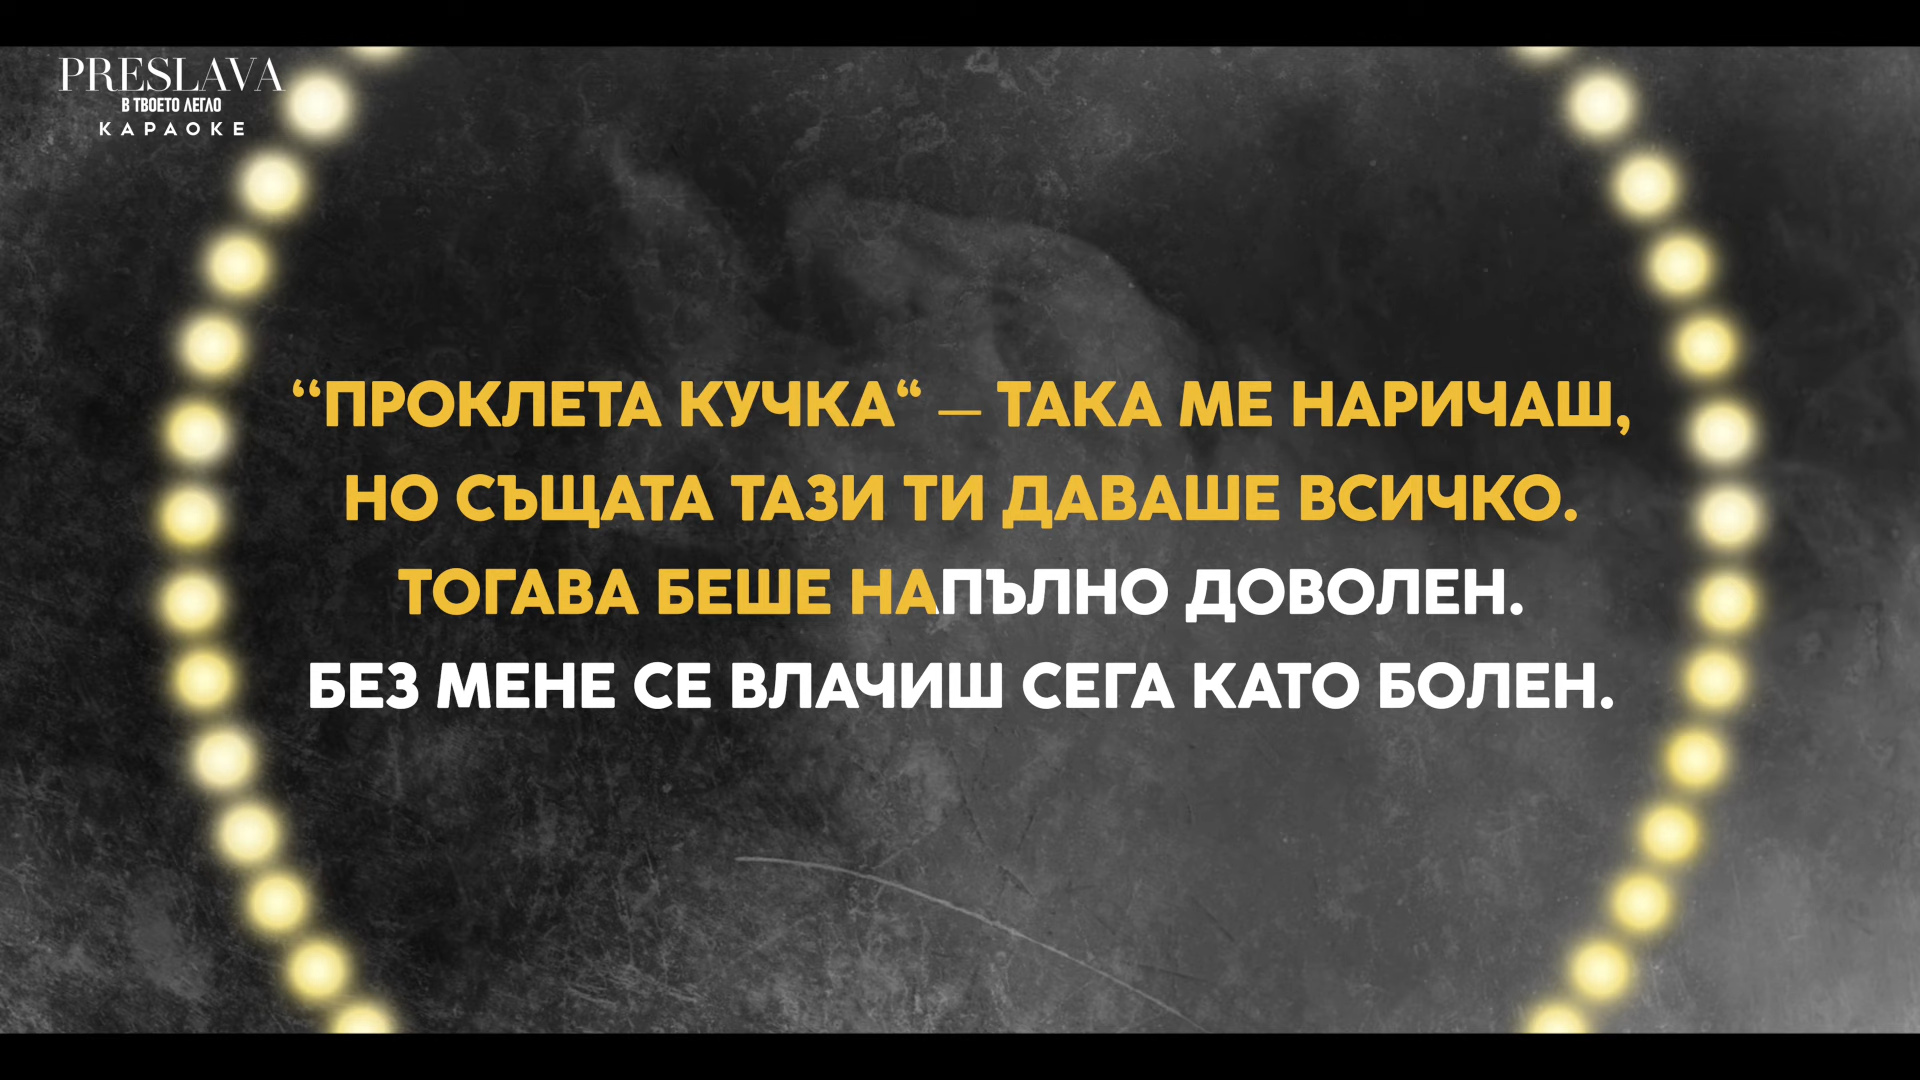 PRESLAVA
В ТВОЕТО ЛЕГЛО
КАРАОКЕ
“ПРОКЛЕТА КУЧКА“ – ТАКА МЕ НАРИЧАШ,
НО СЪЩАТА ТАЗИ ТИ ДАВАШЕ ВСИЧКО.
ТОГАВА БЕШЕ НАПЪЛНО ДОВОЛЕН.
БЕЗ МЕНЕ СЕ ВЛАЧИШ СЕГА КАТО БОЛЕН.